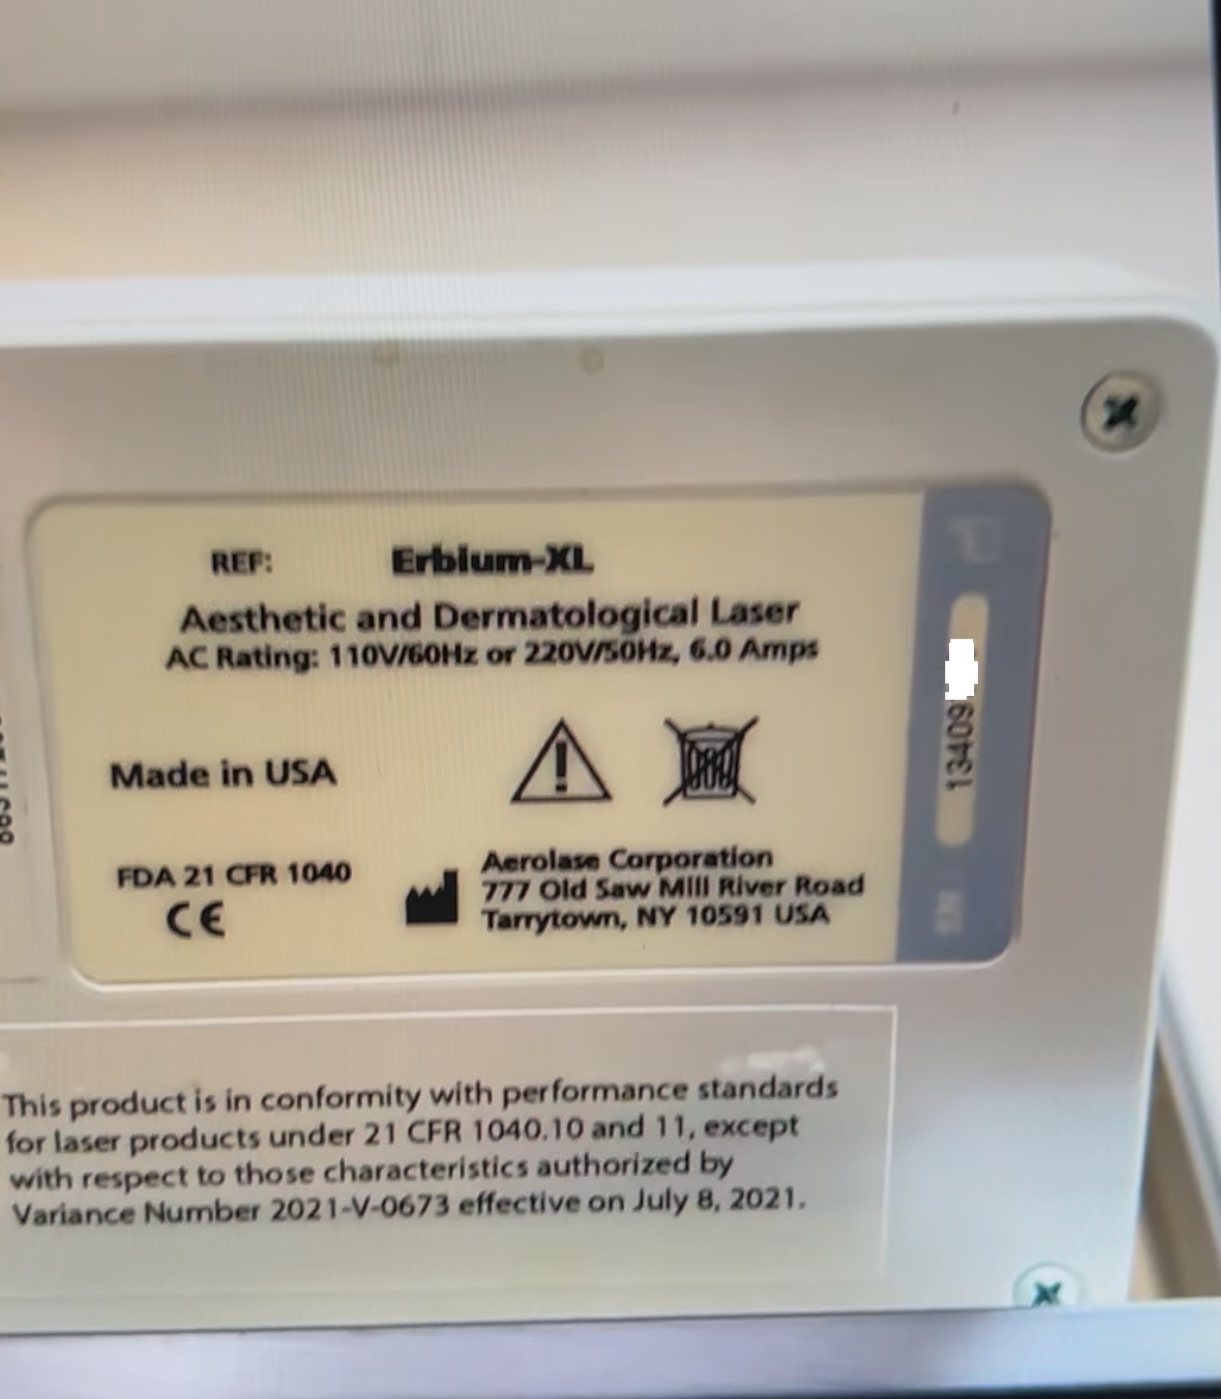 REF: Erbium-XL
Aesthetic and Dermatological Laser
AC Rating: 110V/60Hz or 220V/50Hz, 6.0 Amps
Made in USA
FDA 21 CFR 1040
CE
Aerolase Corporation
777 Old Saw Mill River Road
Tarrytown, NY 10591 USA
SN
13409
This product is in conformity with performance standards
for laser products under 21 CFR 1040.10 and 11, except
with respect to those characteristics authorized by
Variance Number 2021-V-0673 effective on July 8, 2021.